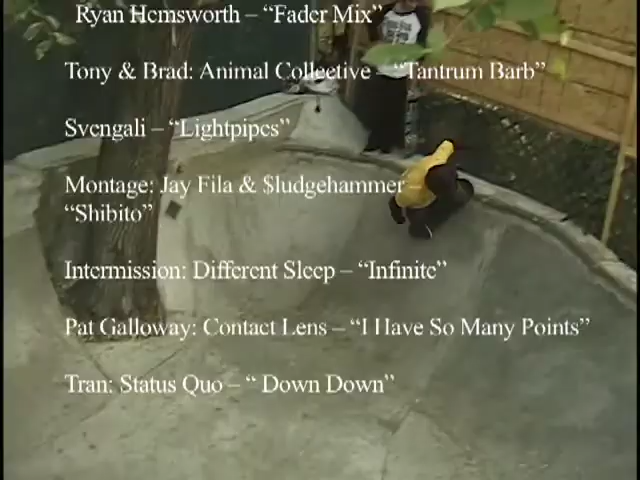 Ryan Hemsworth – “Fader Mix”
Tony & Brad: Animal Collective – “Tantrum Barb”
Svengali – “Lightpipes”
Montage: Jay Fila & $ludgehammer –
“Shibito”
Intermission: Different Sleep – “Infinite”
Pat Galloway: Contact Lens – “I Have So Many Points”
Tran: Status Quo – “ Down Down”